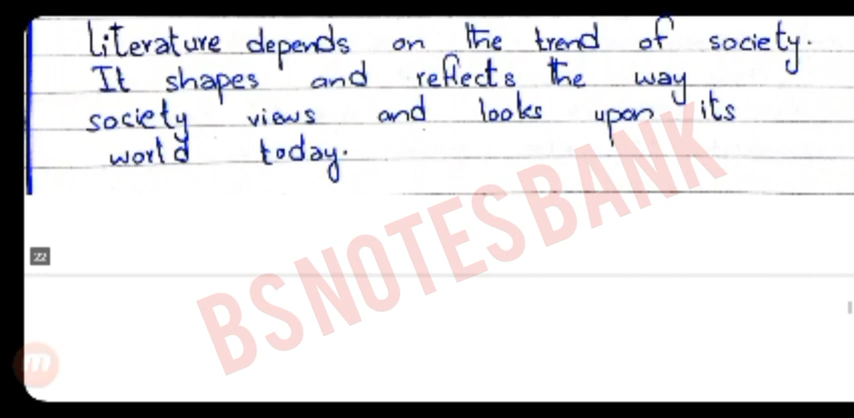 Literature depends on the trend of society.
It shapes and reflects the way
society views and looks upon its
world today.
BSNOTESBANK
22
m